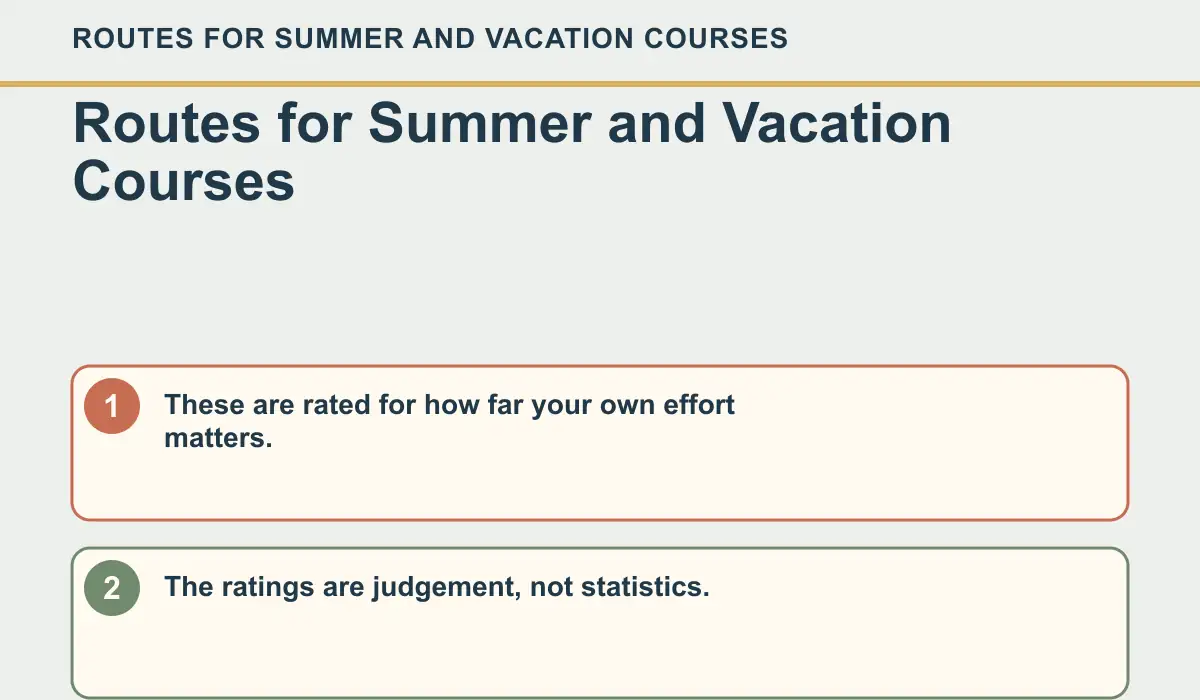 ROUTES FOR SUMMER AND VACATION COURSES
Routes for Summer and Vacation
Courses
1
These are rated for how far your own effort
matters.
2
The ratings are judgement, not statistics.